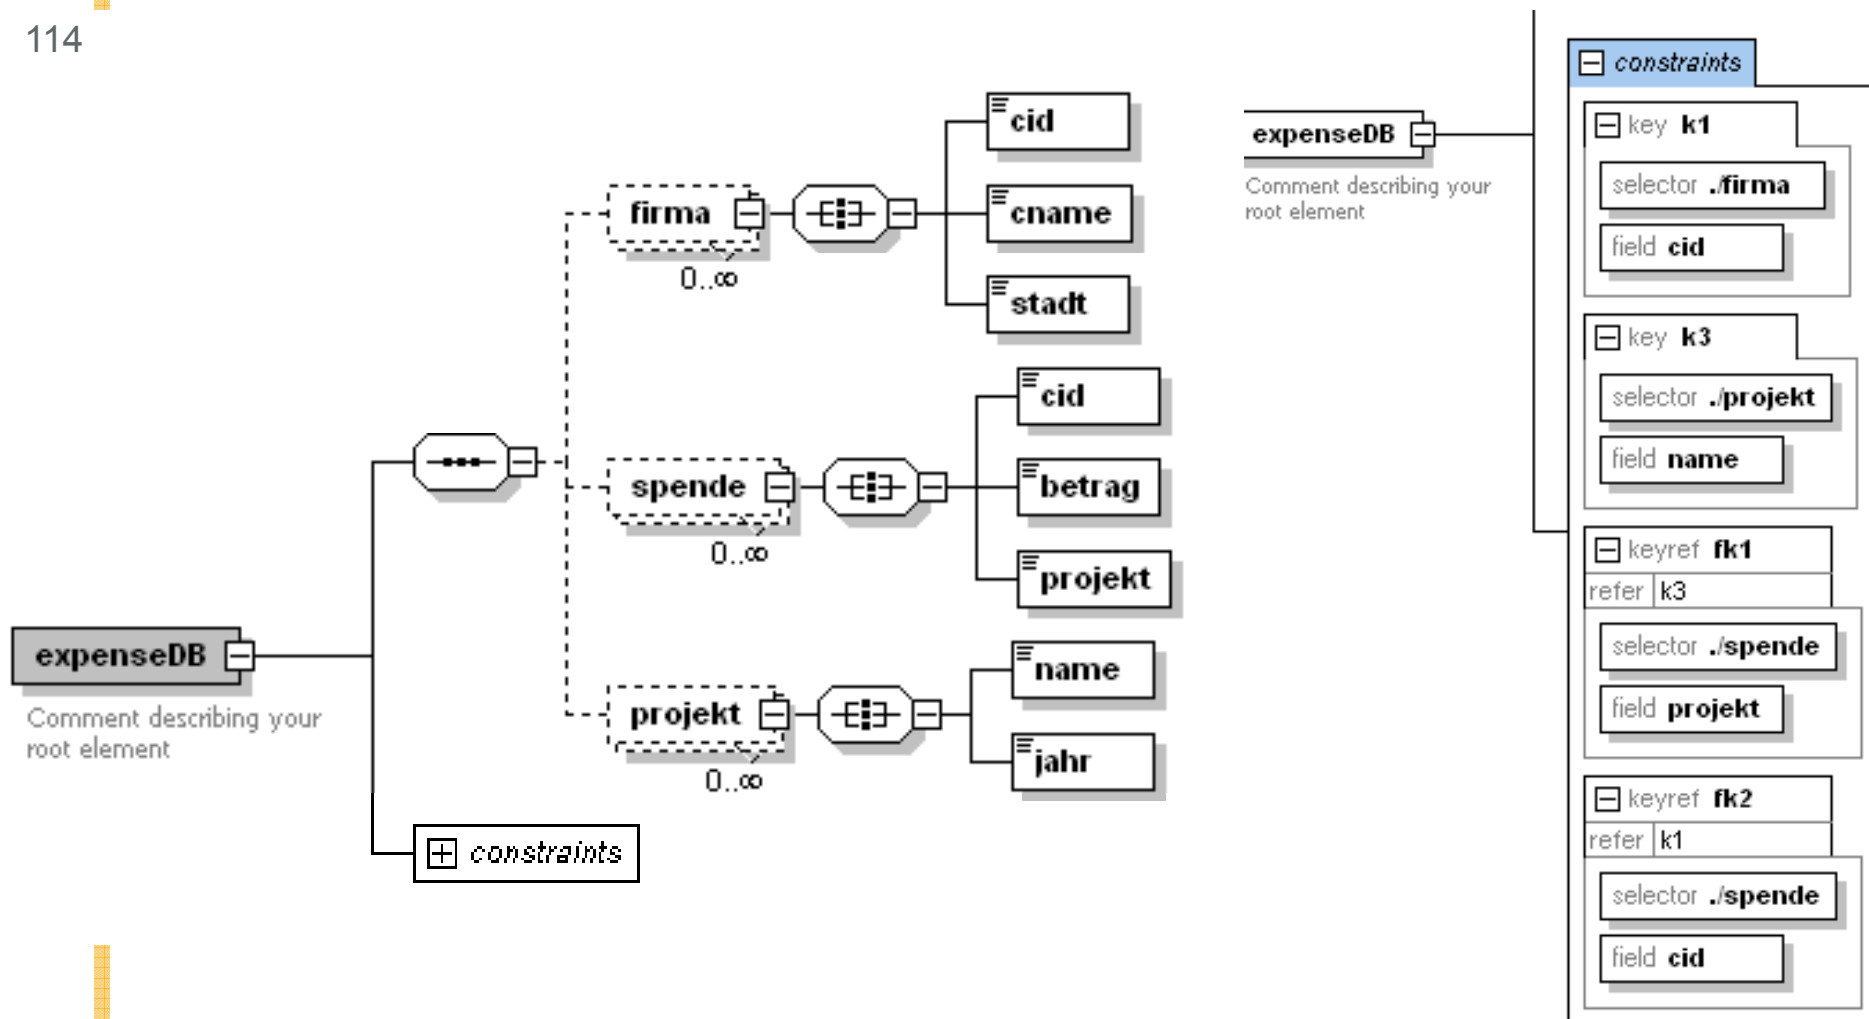 114
cid
cname
stadt
firma
0..∞
cid
betrag
projekt
spende
0..∞
name
jahr
projekt
0..∞
expenseDB
Comment describing your
root element
constraints
expenseDB
Comment describing your
root element
constraints
key k1
selector ./firma
field cid
key k3
selector ./projekt
field name
keyref fk1
refer k3
selector ./spende
field projekt
keyref fk2
refer k1
selector ./spende
field cid